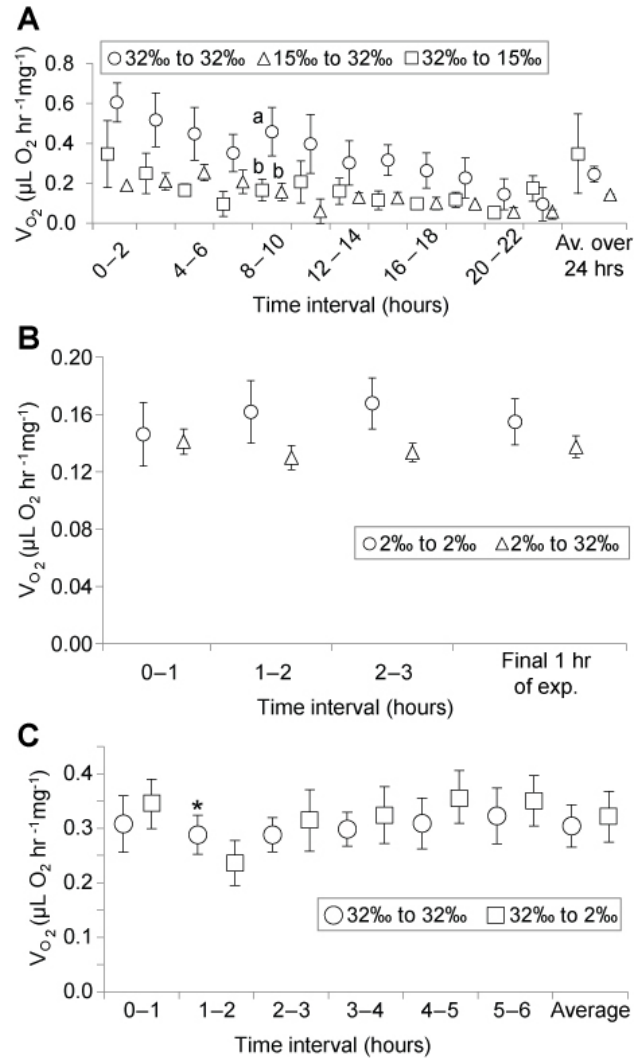 A
○ 32‰ to 32‰ △ 15‰ to 32‰ □ 32‰ to 15‰
0.8
0.6
0.4
0.2
0.0
V O₂ (µL O₂ hr⁻¹mg⁻¹)
a
b b
0–2
4–6
8–10
12–14
16–18
20–22
Av. over
24 hrs
Time interval (hours)
B
0.20
0.16
0.12
0.08
0.04
0.00
V O₂ (µL O₂ hr⁻¹mg⁻¹)
○ 2‰ to 2‰ △ 2‰ to 32‰
0–1 1–2 2–3 Final 1 hr
of exp.
Time interval (hours)
C
0.4
0.3
0.2
0.1
0.0
V O₂ (µL O₂ hr⁻¹mg⁻¹)
*
○ 32‰ to 32‰ □ 32‰ to 2‰
0–1 1–2 2–3 3–4 4–5 5–6 Average
Time interval (hours)